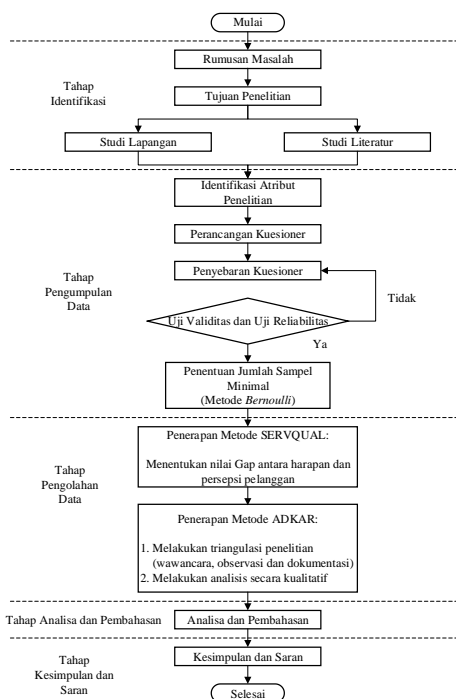 Mulai
Rumusan Masalah
Tahap
Identifikasi
Tujuan Penelitian
Studi Lapangan
Studi Literatur
Identifikasi Atribut
Penelitian
Perancangan Kuesioner
Penyebaran Kuesioner
Tahap
Pengumpulan
Data
Tidak
Uji Validitas dan Uji Reliabilitas
Ya
Penentuan Jumlah Sampel
Minimal
(Metode Bernoulli)
Penerapan Metode SERVQUAL:
Menentukan nilai Gap antara harapan dan
persepsi pelanggan
Tahap
Pengolahan
Data
Penerapan Metode ADKAR:
1. Melakukan triangulasi penelitian
(wawancara, observasi dan dokumentasi)
2. Melakukan analisis secara kualitatif
Tahap Analisa dan Pembahasan
Analisa dan Pembahasan
Tahap
Kesimpulan dan
Saran
Kesimpulan dan Saran
Selesai